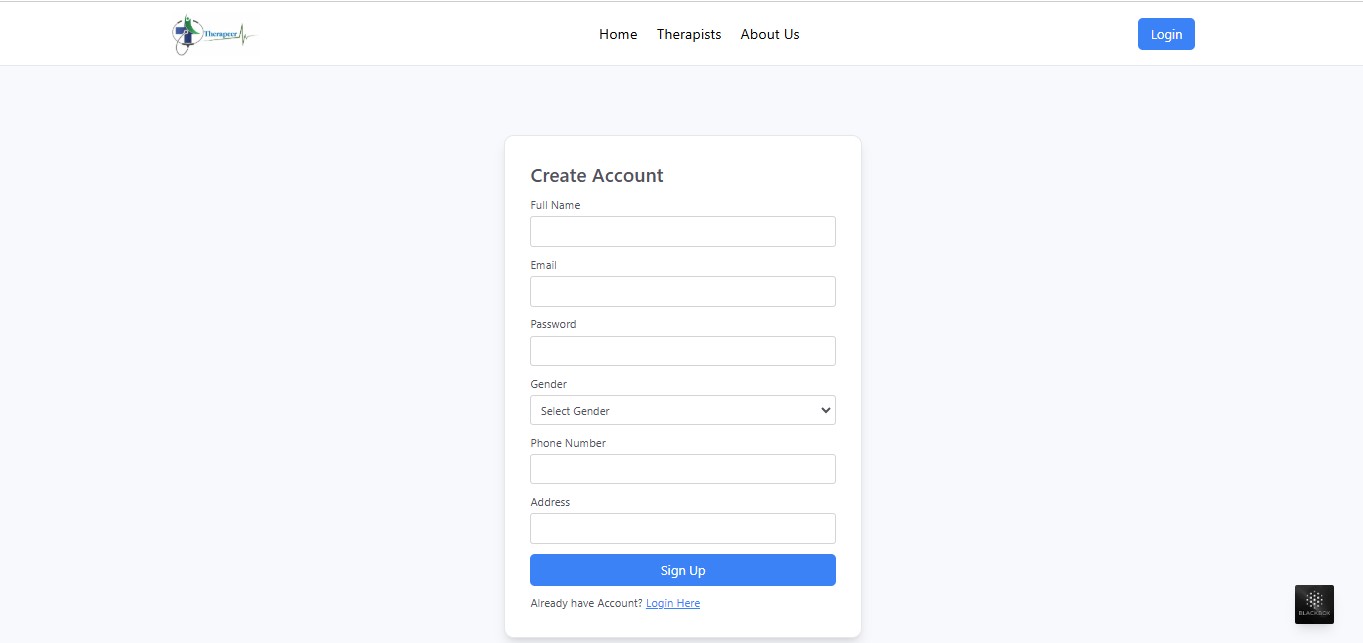 Therapeer
Home Therapists About Us
Login
Create Account
Full Name
Email
Password
Gender
Select Gender
Phone Number
Address
Sign Up
Already have Account? Login Here
BLACKBOX